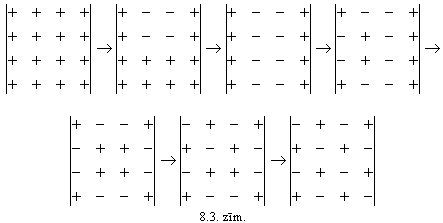 + + + + + − − + + − − + + − − +
+ + + + + − − + + − − + − + − +
+ + + + → + + + + → + − − + → − + − + →
+ + + + + + + + + − − + + − − +
+ − − + − + − + − + − +
− + + − + − + − + − + −
− + + − → − + + − → − + − +
+ − − + + − − + + − + −
8.3. zīm.